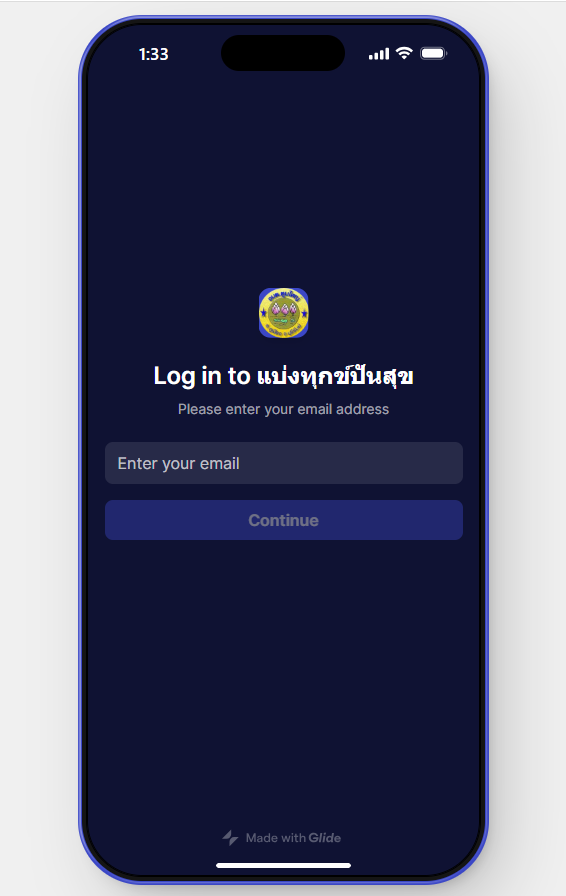 1:33
Log in to แบ่งทุกข์ปันสุข
Please enter your email address
Enter your email
Continue
Made with Glide